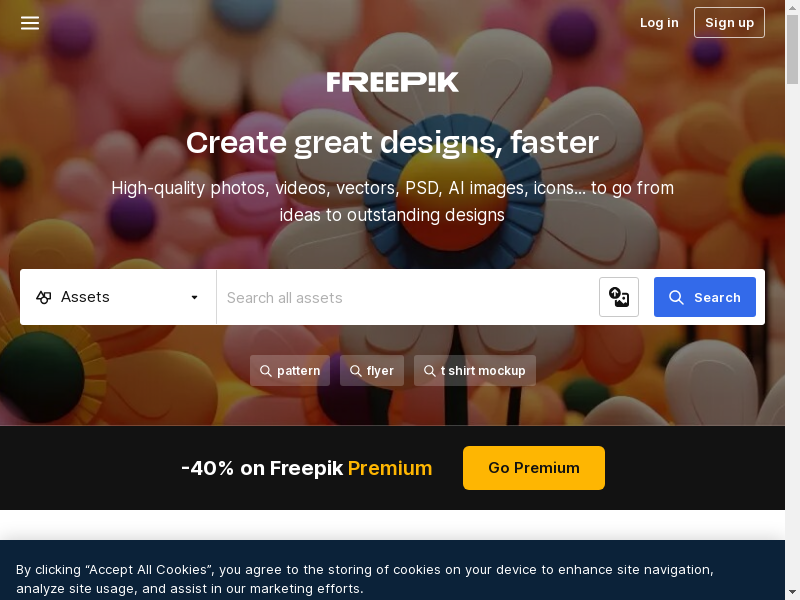 Log in
Sign up
FREEPIK
Create great designs, faster
High-quality photos, videos, vectors, PSD, AI images, icons... to go from
ideas to outstanding designs
Assets
Search all assets
Search
pattern
flyer
t shirt mockup
-40% on Freepik Premium
Go Premium
By clicking “Accept All Cookies”, you agree to the storing of cookies on your device to enhance site navigation,
analyze site usage, and assist in our marketing efforts.